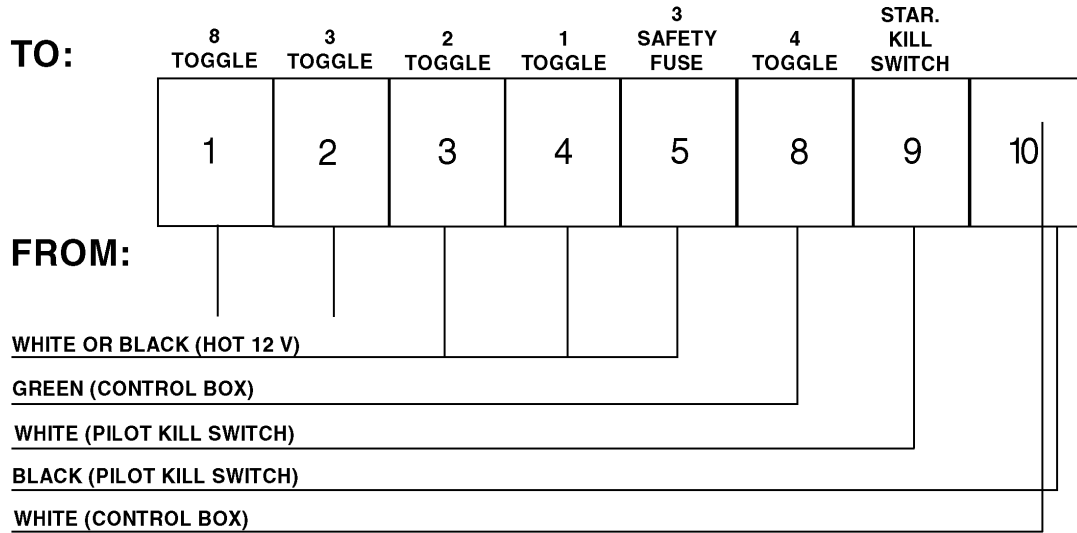 TO:
8
TOGGLE
3
TOGGLE
2
TOGGLE
1
TOGGLE
3
SAFETY
FUSE
4
TOGGLE
STAR.
KILL
SWITCH
1
2
3
4
5
8
9
10
FROM:
WHITE OR BLACK (HOT 12 V)
GREEN (CONTROL BOX)
WHITE (PILOT KILL SWITCH)
BLACK (PILOT KILL SWITCH)
WHITE (CONTROL BOX)